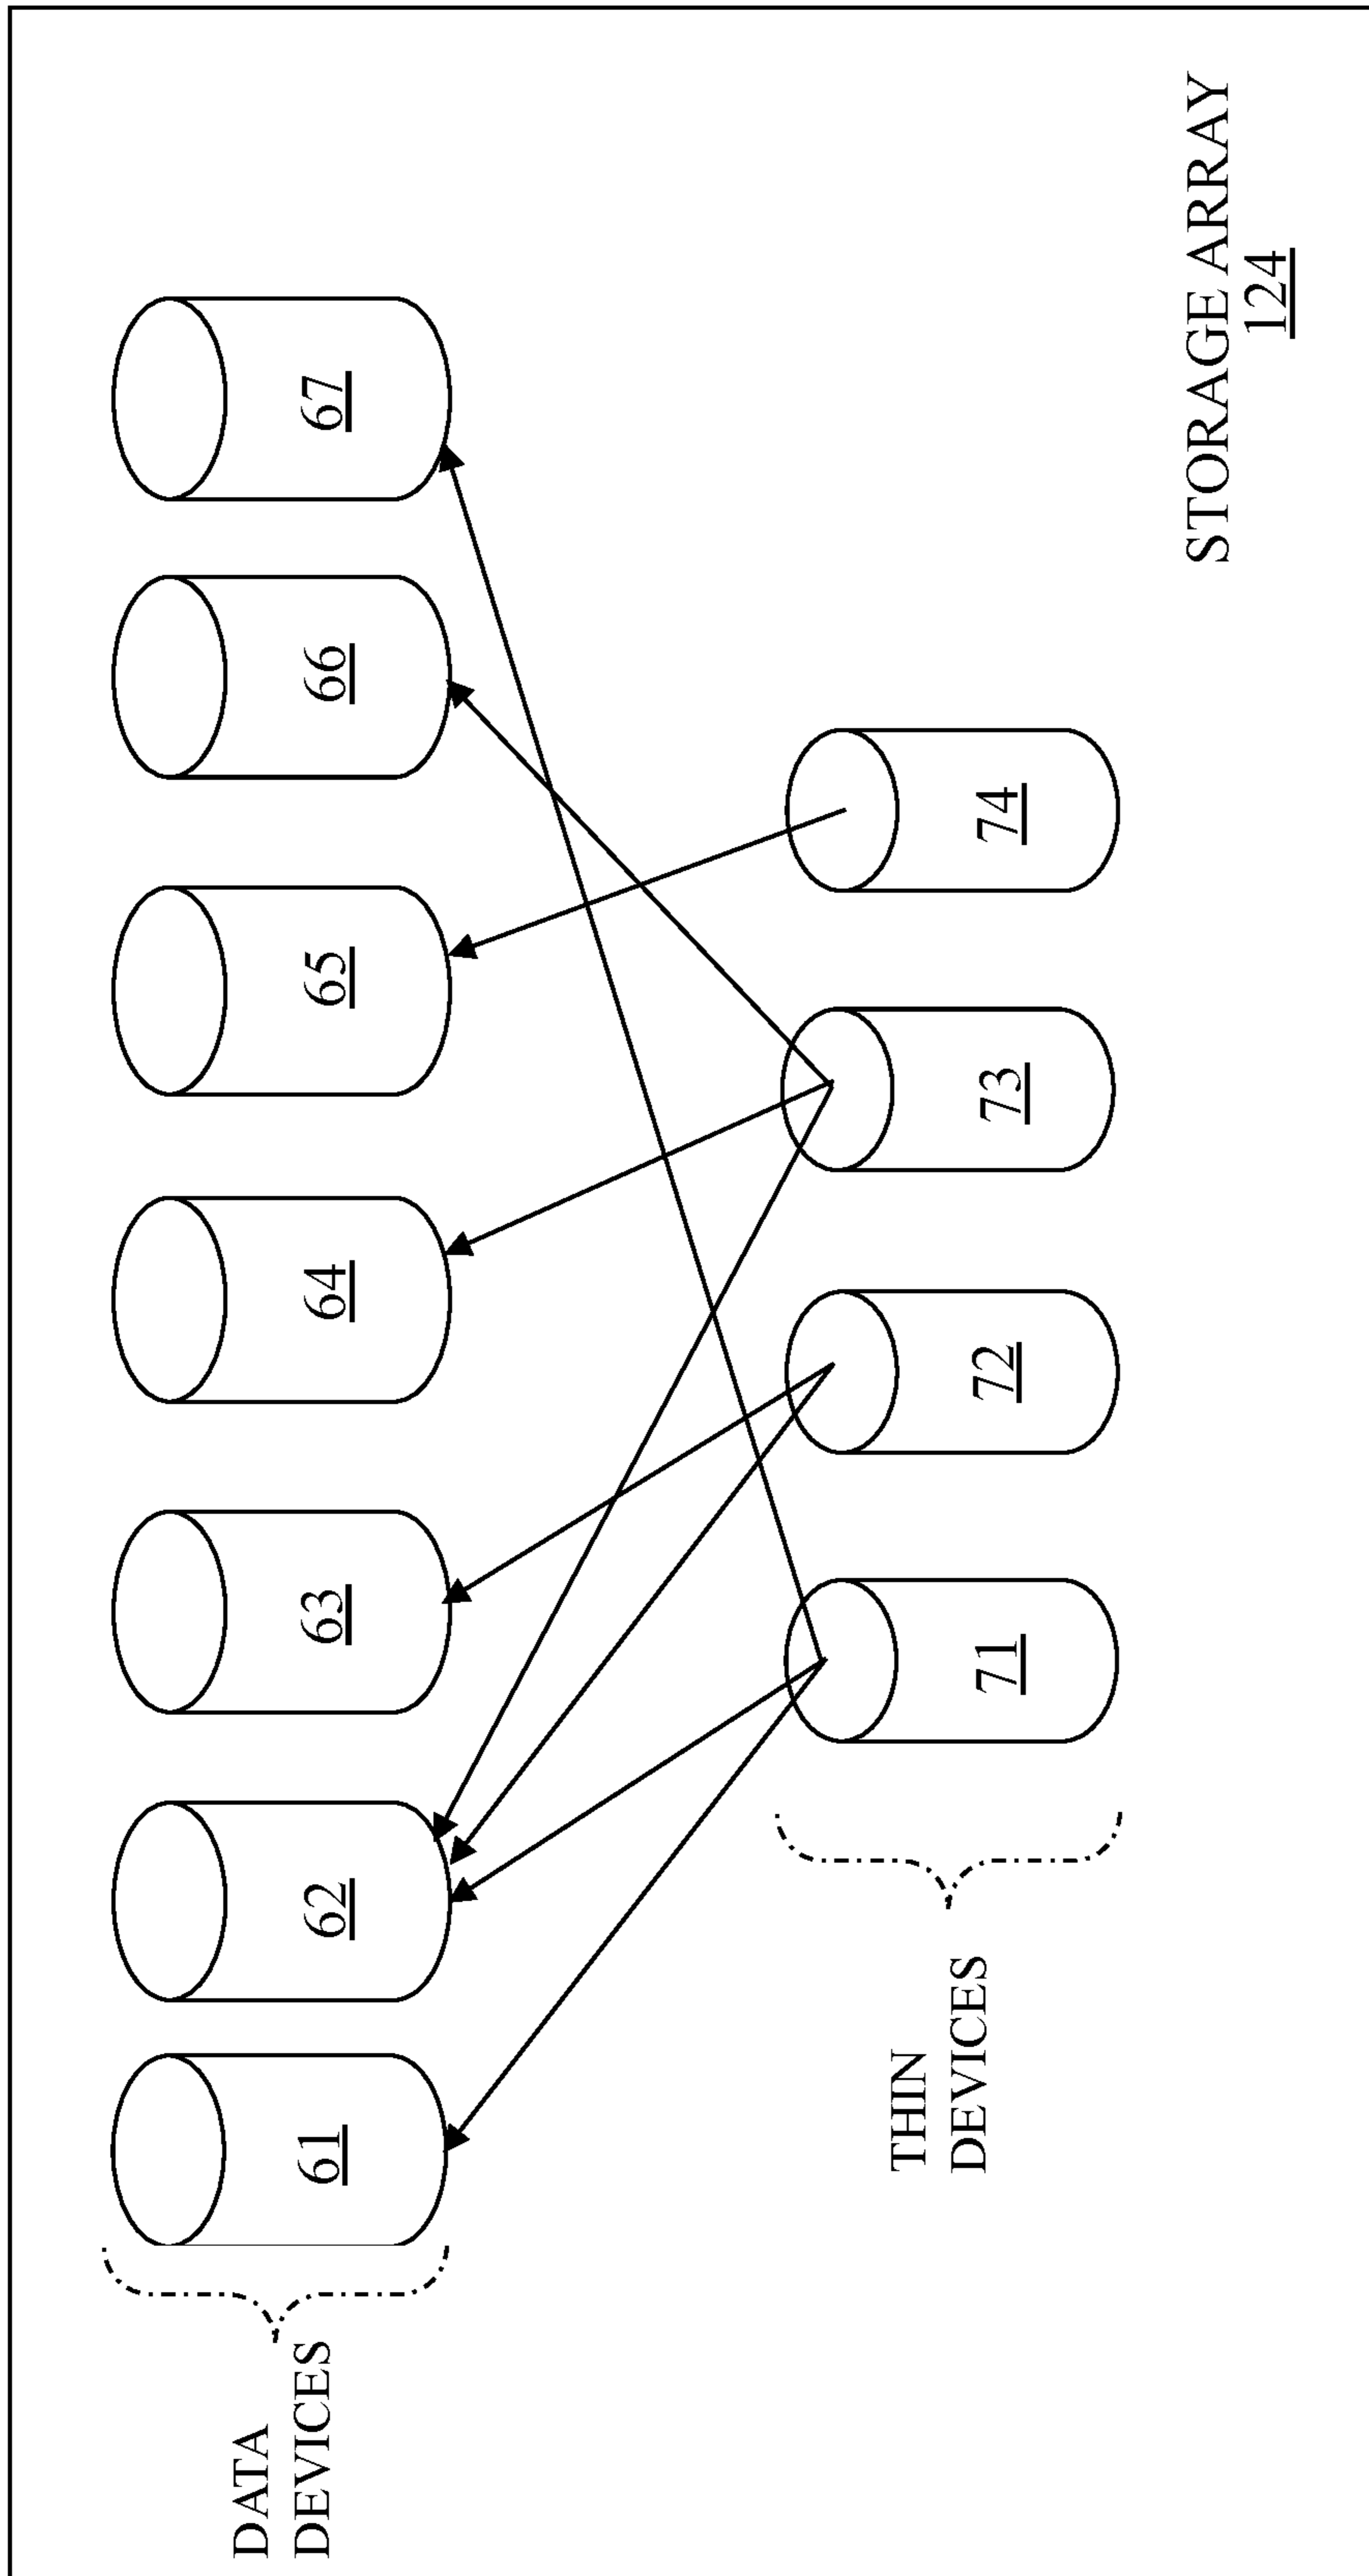 DATA
DEVICES
61
62
63
64
65
66
67
THIN
DEVICES
71
72
73
74
STORAGE ARRAY
124